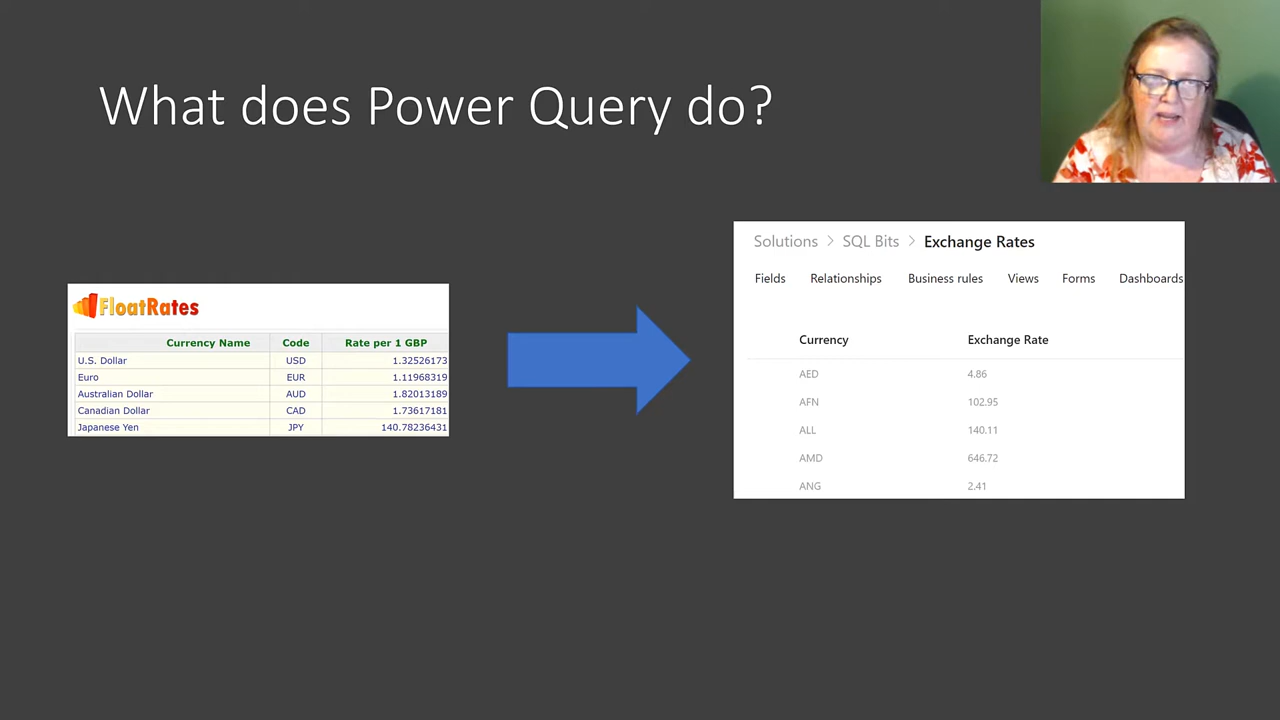 What does Power Query do?
FloatRates
Currency Name Code Rate per 1 GBP
U.S. Dollar USD 1.32526173
Euro EUR 1.11968319
Australian Dollar AUD 1.82013189
Canadian Dollar CAD 1.73617181
Japanese Yen JPY 140.78236431
Solutions > SQL Bits > Exchange Rates
Fields Relationships Business rules Views Forms Dashboards
Currency Exchange Rate
AED 4.86
AFN 102.95
ALL 140.11
AMD 646.72
ANG 2.41